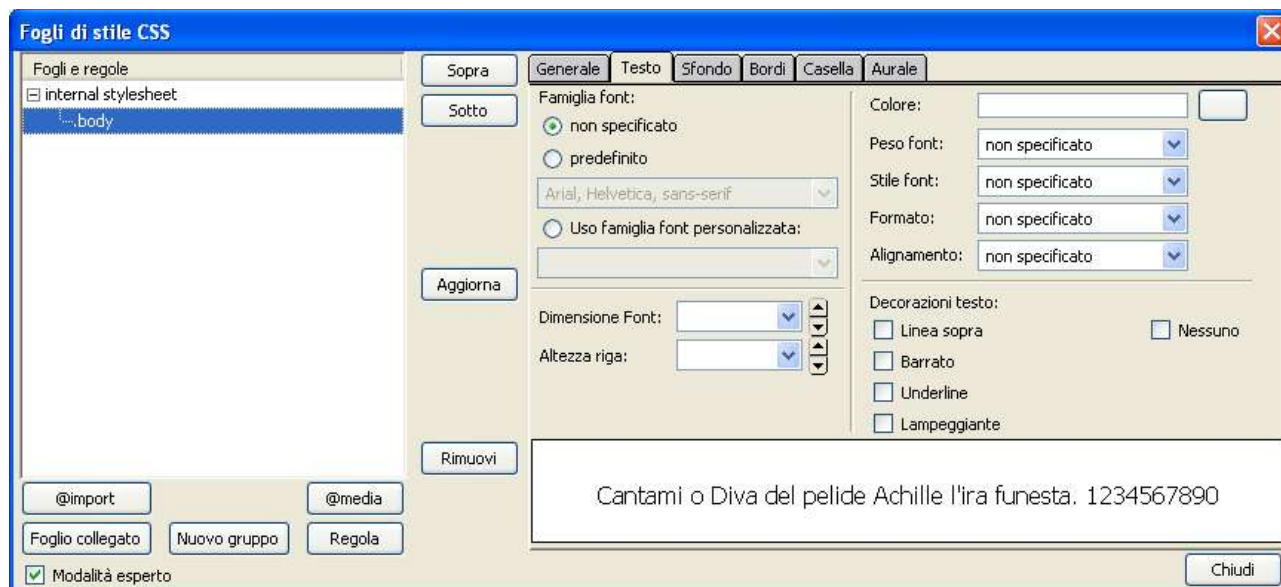 Fogli di stile CSS
Fogli e regole
internal stylesheet
.body
Sopra
Sotto
Aggiorna
Rimuovi
@import
@media
Foglio collegato
Nuovo gruppo
Regola
Modalità esperto
Generale Testo Sfondo Bordi Casella Aurale
Famiglia font:
non specificato
predefinito
Arial, Helvetica, sans-serif
Uso famiglia font personalizzata:
Dimensione Font:
Altezza riga:
Colore:
Peso font: non specificato
Stile font: non specificato
Formato: non specificato
Alignamento: non specificato
Decorazioni testo:
Linea sopra Nessuno
Barrato
Underline
Lampeggiante
Cantami o Diva del pelide Achille l'ira funesta. 1234567890
Chiudi